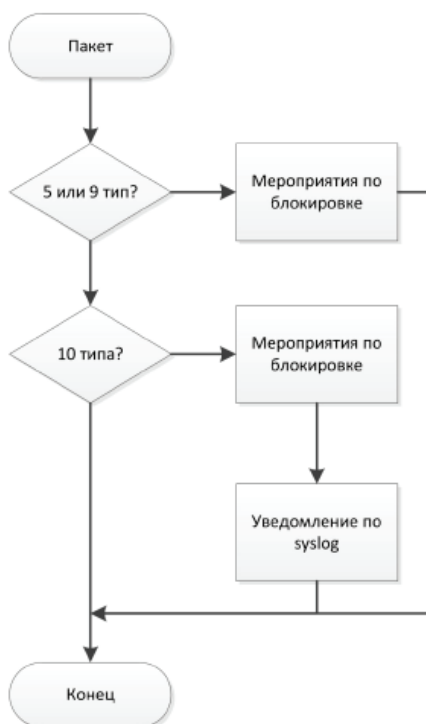 Пакет
5 или 9 тип?
Мероприятия по
блокировке
10 типа?
Мероприятия по
блокировке
Уведомление по
syslog
Конец